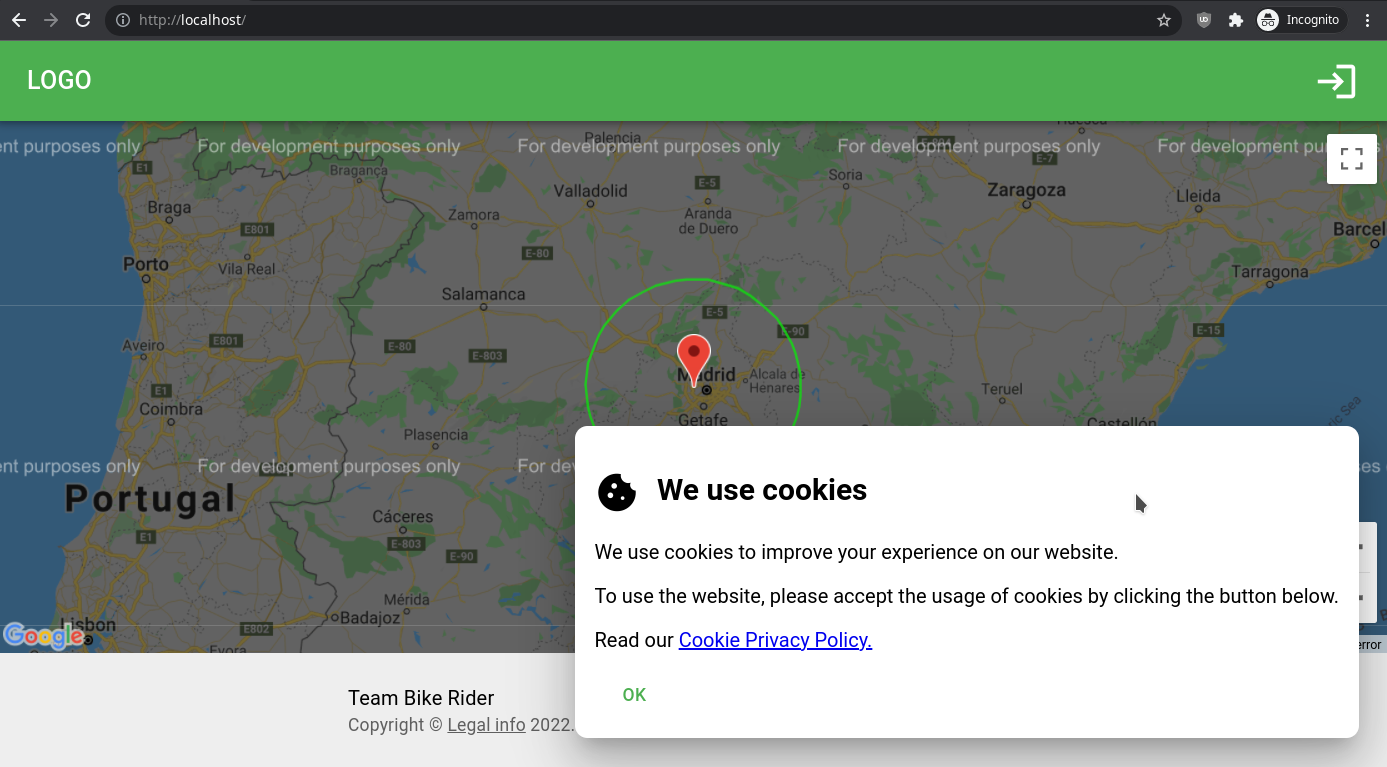 http://localhost/
Incognito
LOGO
ent purposes only For development purposes only For development purposes only For development purposes only For development pur
Palencia
E1
Bragança
E-7
Valladolid
E-5
Soria
Zaragoza
Lleida
Braga
Zamora
Aranda
de Duero
E801
Barcel
Porto
Vila Real
E-80
Tarragona
Salamanca
E-5
E-90
E-15
Aveiro
E801
E-80
E-803
Madrid
Alcala de
Henares
Teruel
E1
Coimbra
Getafe
Castellón
Plasencia
ent purposes only For development purposes only For de
ses
Portugal
Cáceres
E1
E-803
E-90
Mérida
Badajoz
Lisbon
E802
Google
Evora
error
We use cookies
We use cookies to improve your experience on our website.
To use the website, please accept the usage of cookies by clicking the button below.
Read our Cookie Privacy Policy.
OK
Team Bike Rider
Copyright © Legal info 2022.